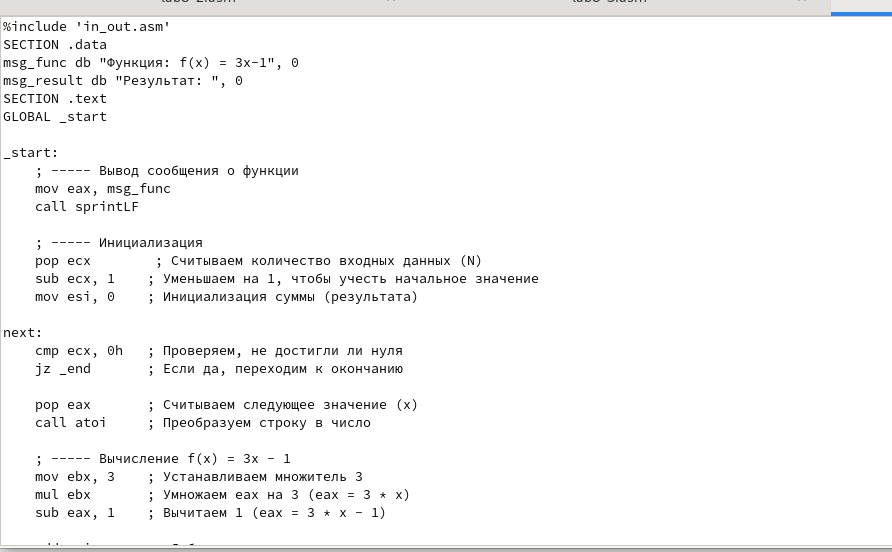 %include 'in_out.asm'
SECTION .data
msg_func db "Функция: f(x) = 3x-1", 0
msg_result db "Результат: ", 0
SECTION .text
GLOBAL _start

_start:
    ; ----- Вывод сообщения о функции
    mov eax, msg_func
    call sprintLF

    ; ----- Инициализация
    pop ecx        ; Считываем количество входных данных (N)
    sub ecx, 1    ; Уменьшаем на 1, чтобы учесть начальное значение
    mov esi, 0    ; Инициализация суммы (результата)

next:
    cmp ecx, 0h   ; Проверяем, не достигли ли нуля
    jz _end       ; Если да, переходим к окончанию

    pop eax       ; Считываем следующее значение (x)
    call atoi     ; Преобразуем строку в число

    ; ----- Вычисление f(x) = 3x - 1
    mov ebx, 3    ; Устанавливаем множитель 3
    mul ebx       ; Умножаем eax на 3 (eax = 3 * x)
    sub eax, 1    ; Вычитаем 1 (eax = 3 * x - 1)